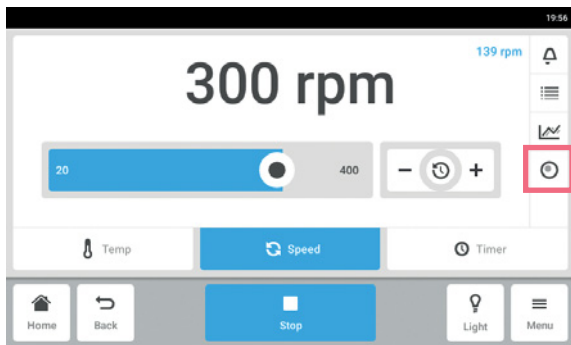 19:56
139 rpm
300 rpm
20
400
Temp
Speed
Timer
Home
Back
Stop
Light
Menu